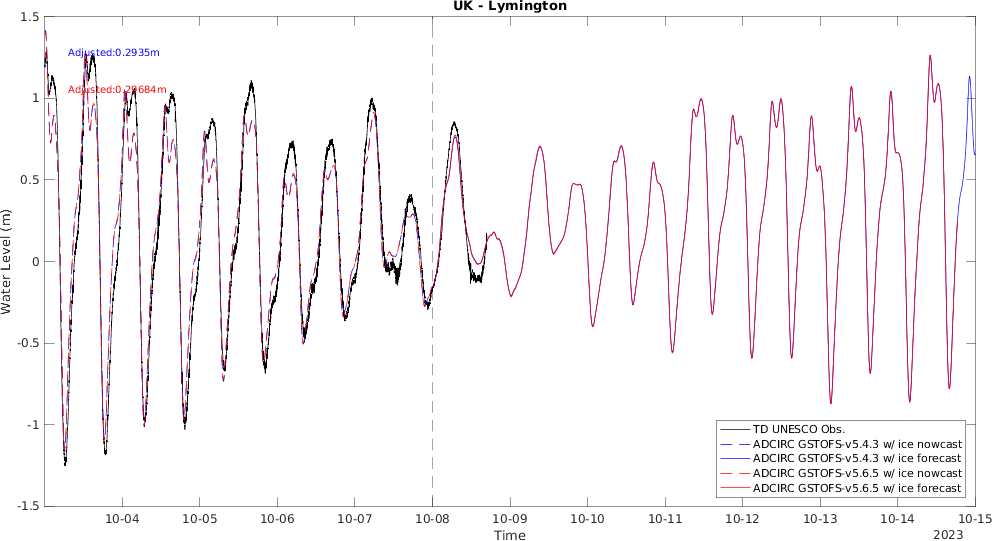 UK - Lymington
1.5
1
0.5
0
-0.5
-1
-1.5
Water Level (m)
Adjusted:0.2935m
Adjusted:0.29684m
TD UNESCO Obs.
ADCIRC GSTOFS-v5.4.3 w/ ice nowcast
ADCIRC GSTOFS-v5.4.3 w/ ice forecast
ADCIRC GSTOFS-v5.6.5 w/ ice nowcast
ADCIRC GSTOFS-v5.6.5 w/ ice forecast
10-04 10-05 10-06 10-07 10-08 10-09 10-10 10-11 10-12 10-13 10-14 10-15
Time
2023